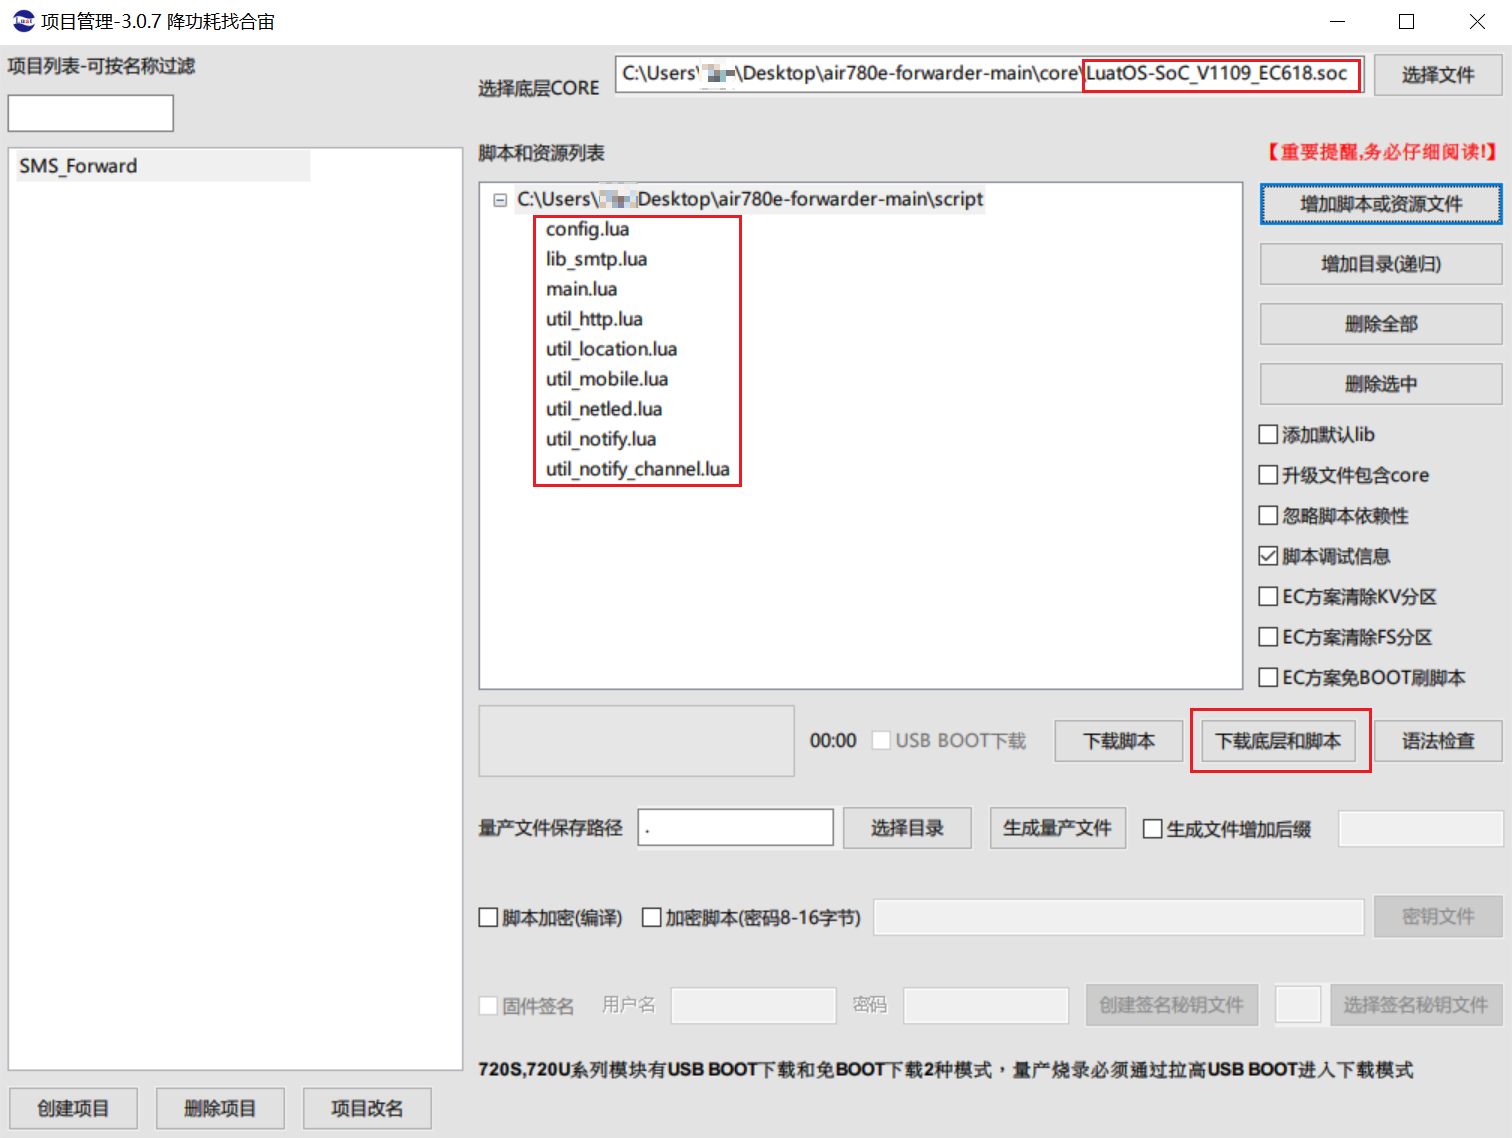 项目管理-3.0.7 降功耗找合宙
项目列表-可按名称过滤
SMS_Forward
选择底层CORE
C:\Users\ \Desktop\air780e-forwarder-main\core\LuatOS-SoC_V1109_EC618.soc
选择文件
脚本和资源列表
【重要提醒,务必仔细阅读!】
C:\Users\ Desktop\air780e-forwarder-main\script
config.lua
lib_smtp.lua
main.lua
util_http.lua
util_location.lua
util_mobile.lua
util_netled.lua
util_notify.lua
util_notify_channel.lua
增加脚本或资源文件
增加目录(递归)
删除全部
删除选中
添加默认lib
升级文件包含core
忽略脚本依赖性
脚本调试信息
EC方案清除KV分区
EC方案清除FS分区
EC方案免BOOT刷脚本
00:00
USB BOOT下载
下载脚本
下载底层和脚本
语法检查
量产文件保存路径
.
选择目录
生成量产文件
生成文件增加后缀
脚本加密(编译)
加密脚本(密码8-16字节)
密钥文件
固件签名
用户名
密码
创建签名秘钥文件
选择签名秘钥文件
720S,720U系列模块有USB BOOT下载和免BOOT下载2种模式，量产烧录必须通过拉高USB BOOT进入下载模式
创建项目
删除项目
项目改名